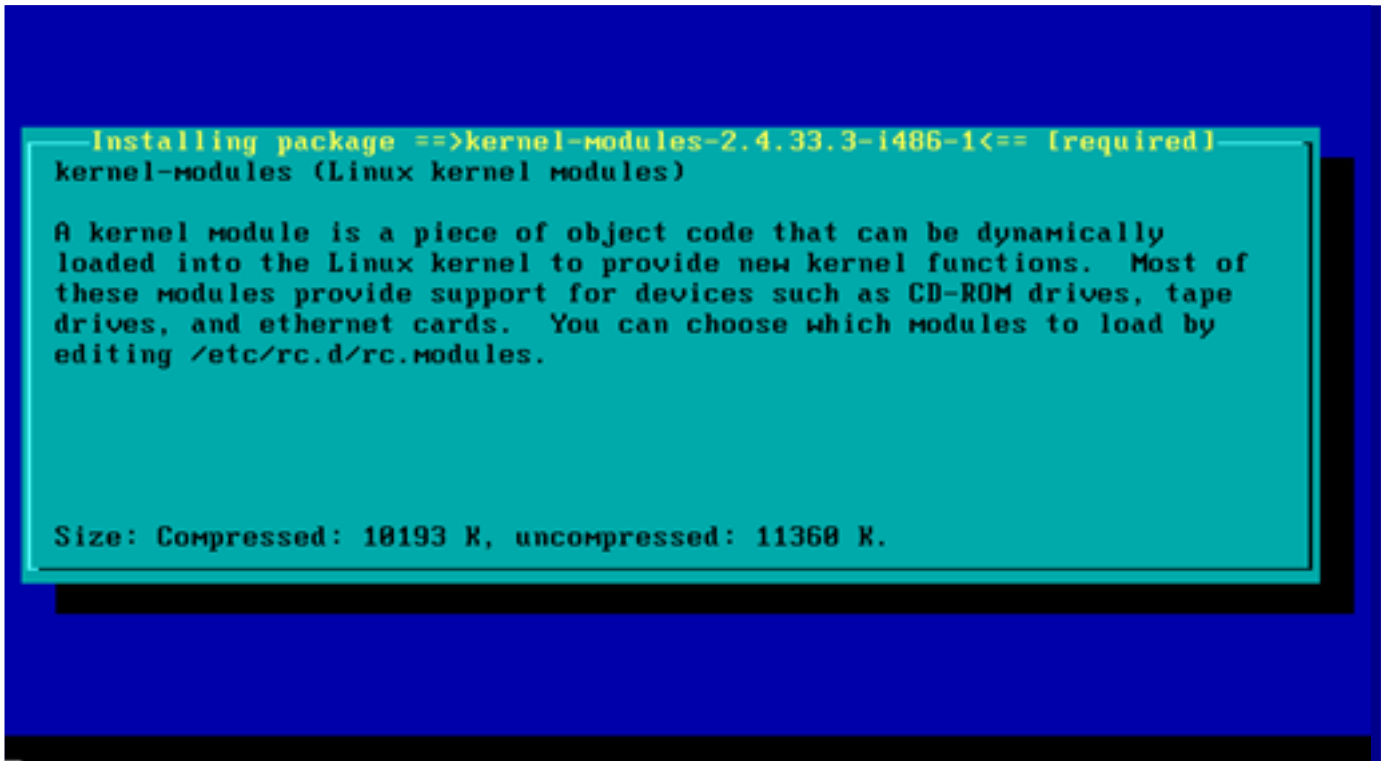 Installing package ==>kernel-modules-2.4.33.3-i486-1<== [required]
kernel-modules (Linux kernel modules)
A kernel module is a piece of object code that can be dynamically
loaded into the Linux kernel to provide new kernel functions.  Most of
these modules provide support for devices such as CD-ROM drives, tape
drives, and ethernet cards.  You can choose which modules to load by
editing /etc/rc.d/rc.modules.
Size: Compressed: 10193 K, uncompressed: 11360 K.